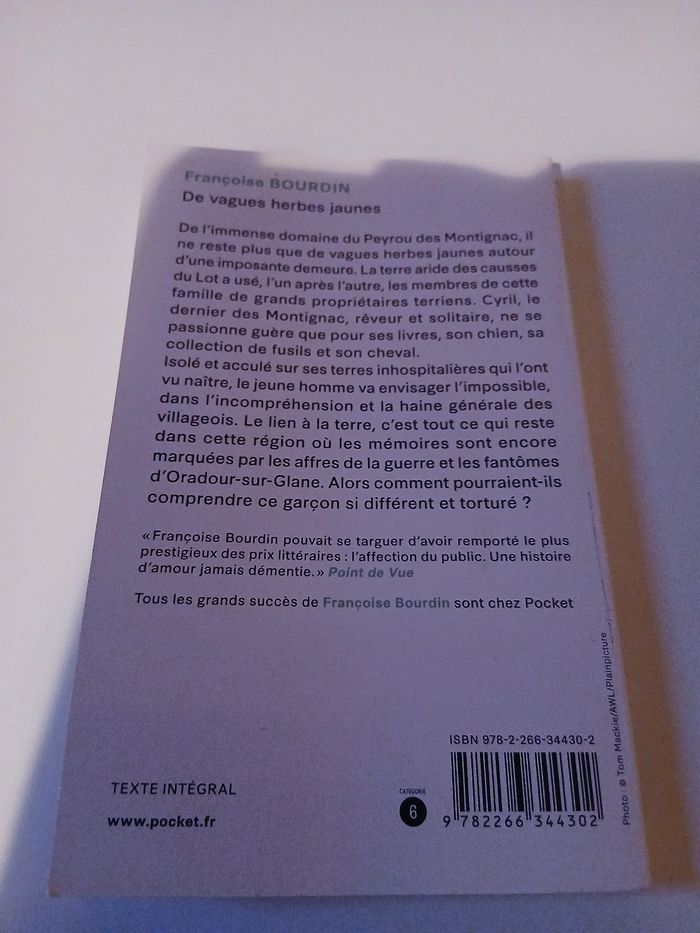 Françoise BOURDIN
De vagues herbes jaunes
De l'immense domaine du Peyrou des Montignac, il
ne reste plus que de vagues herbes jaunes autour
d'une imposante demeure. La terre aride des causses
du Lot a usé, l'un après l'autre, les membres de cette
famille de grands propriétaires terriens. Cyril, le
dernier des Montignac, rêveur et solitaire, ne se
passionne guère que pour ses livres, son chien, sa
collection de fusils et son cheval.
Isolé et acculé sur ses terres inhospitalières qui l'ont
vu naître, le jeune homme va envisager l'impossible,
dans l'incompréhension et la haine générale des
villageois. Le lien à la terre, c'est tout ce qui reste
dans cette région où les mémoires sont encore
marquées par les affres de la guerre et les fantômes
d'Oradour-sur-Glane. Alors comment pourraient-ils
comprendre ce garçon si différent et torturé ?
« Françoise Bourdin pouvait se targuer d'avoir remporté le plus
prestigieux des prix littéraires : l'affection du public. Une histoire
d'amour jamais démentie. » Point de Vue
Tous les grands succès de Françoise Bourdin sont chez Pocket
ISBN 978-2-266-34430-2
TEXTE INTÉGRAL
www.pocket.fr
CATÉGORIE
6
9 782266 344302
Photo : © Tom Mackie/AWL/Plainpicture